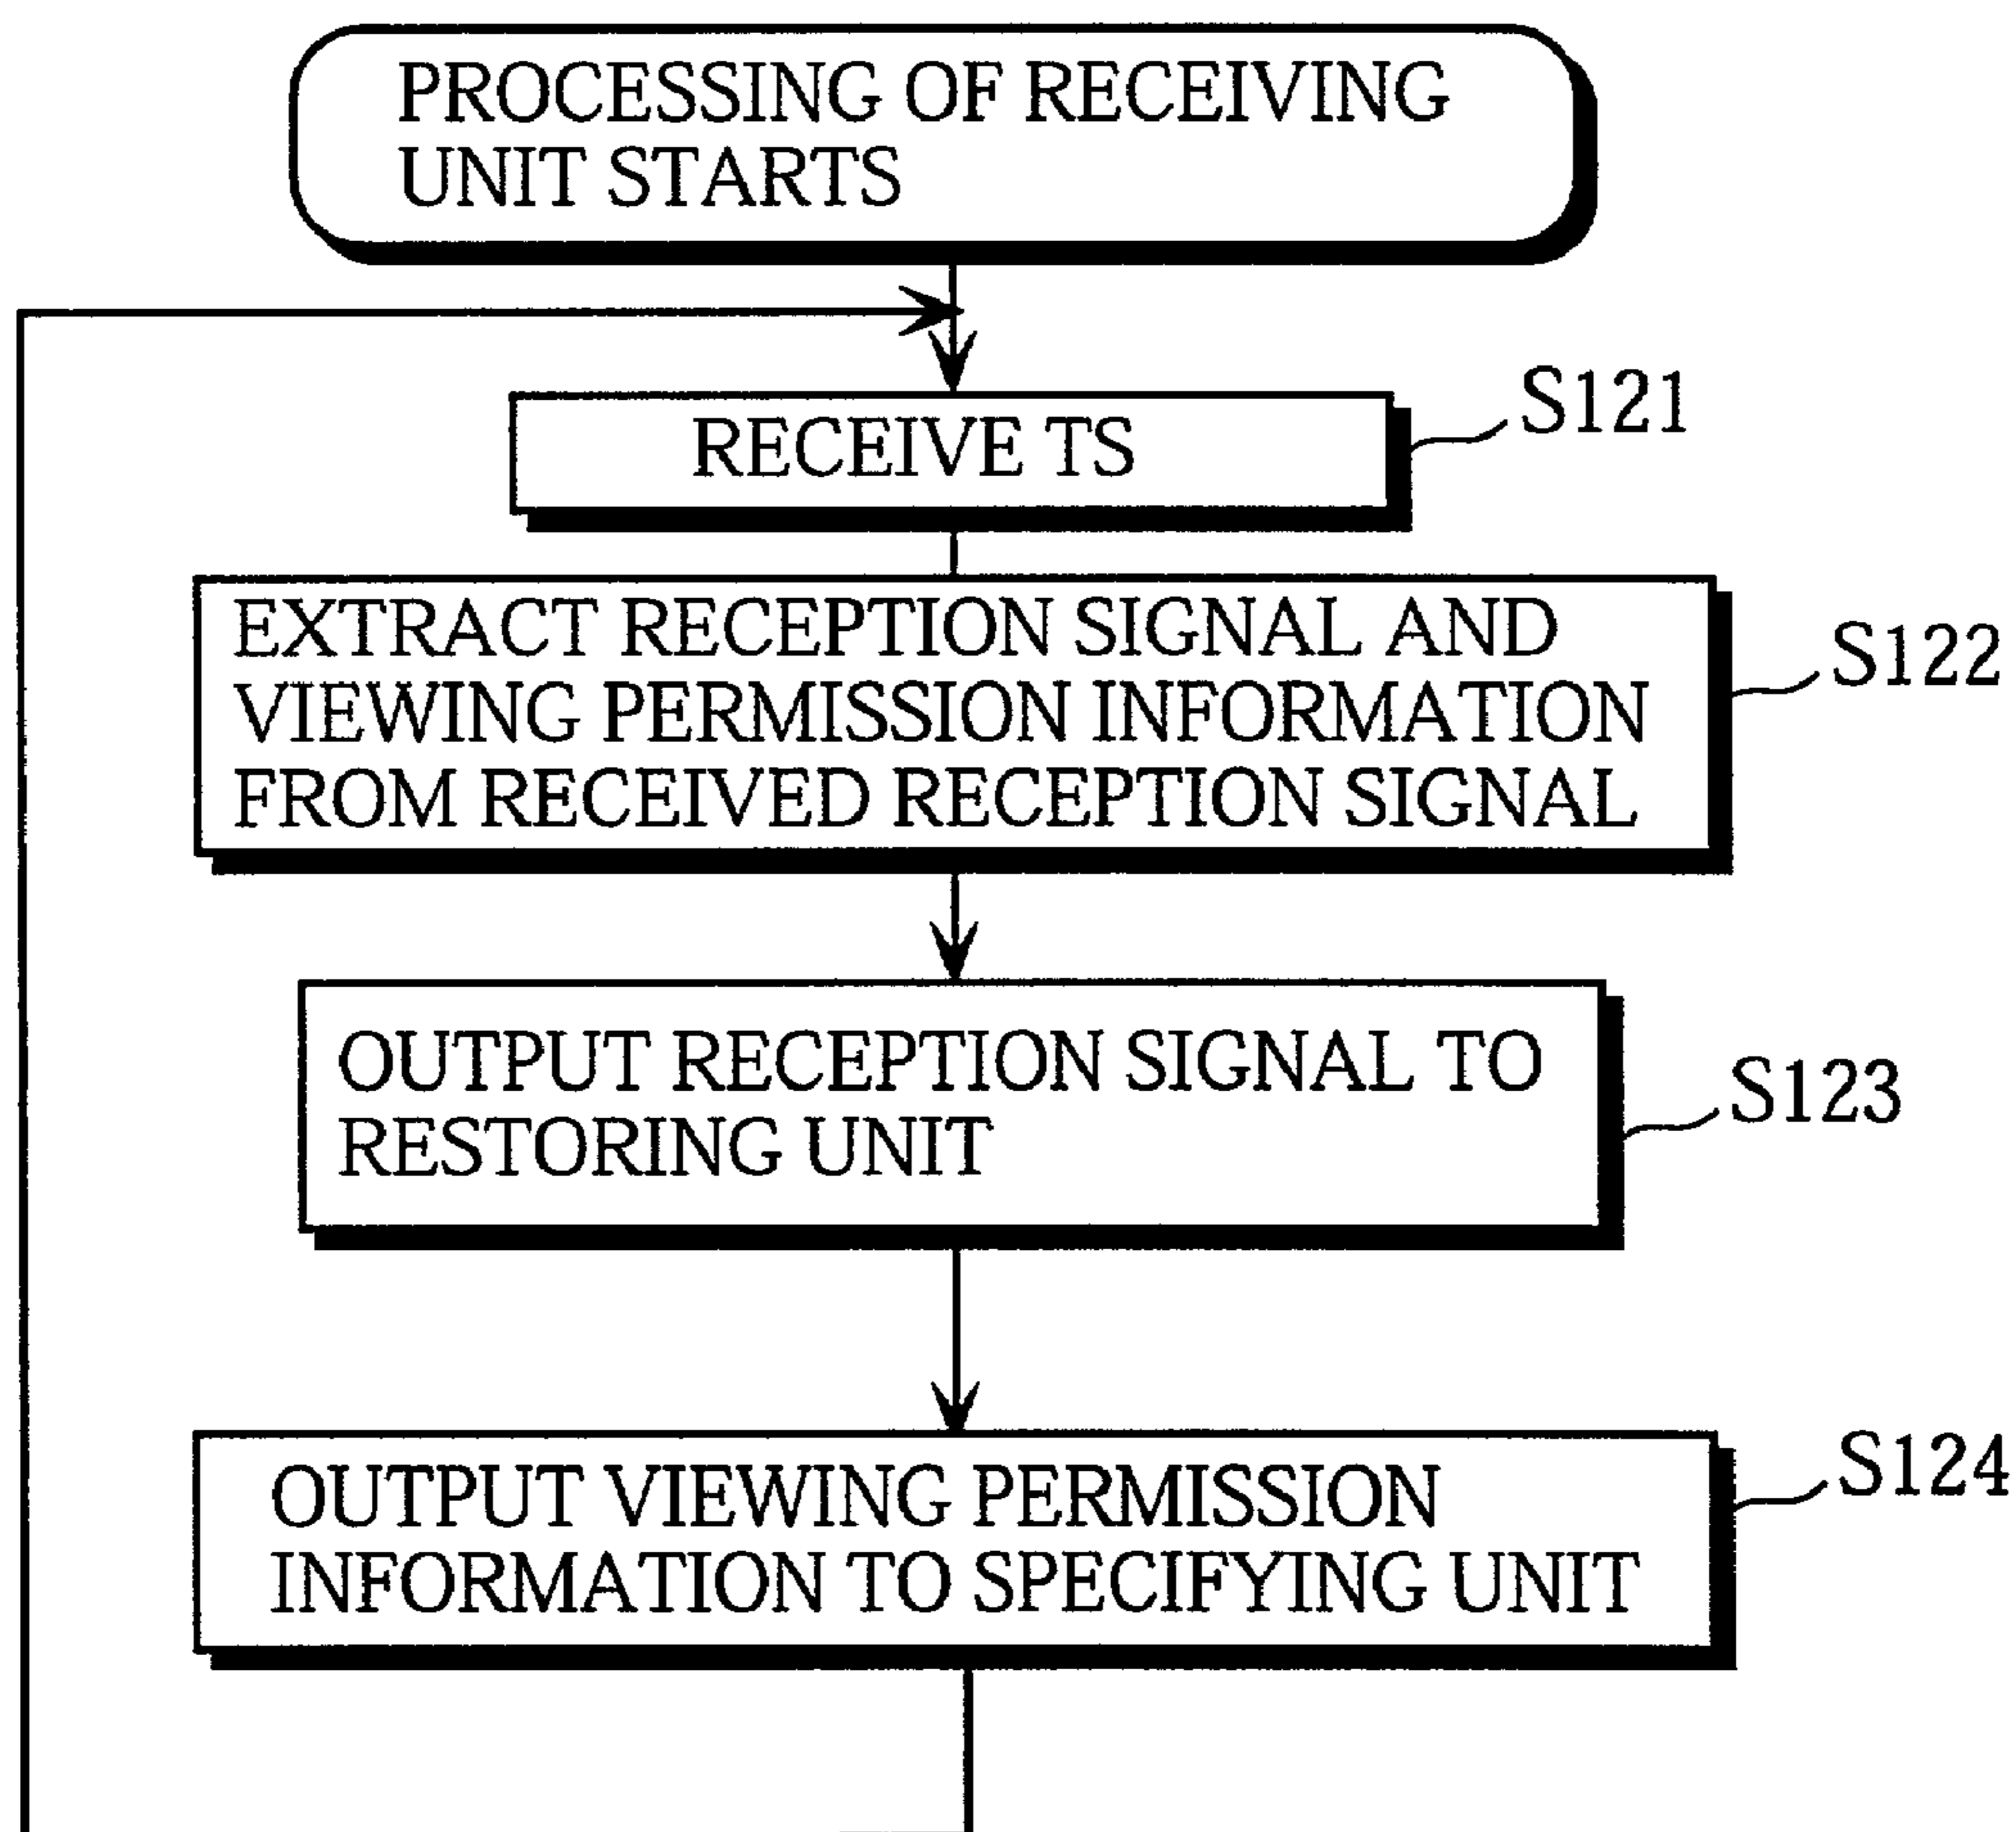 PROCESSING OF RECEIVING
UNIT STARTS
RECEIVE TS
S121
EXTRACT RECEPTION SIGNAL AND
VIEWING PERMISSION INFORMATION
FROM RECEIVED RECEPTION SIGNAL
S122
OUTPUT RECEPTION SIGNAL TO
RESTORING UNIT
S123
OUTPUT VIEWING PERMISSION
INFORMATION TO SPECIFYING UNIT
S124